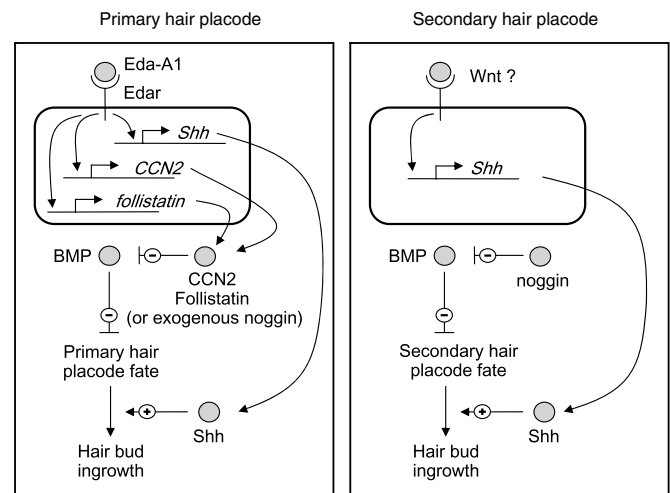 Primary hair placode
Eda-A1
Edar
Shh
CCN2
follistatin
BMP
−
CCN2
Follistatin
(or exogenous noggin)
−
Primary hair
placode fate
+
Shh
Hair bud
ingrowth
Secondary hair placode
Wnt ?
Shh
BMP
−
noggin
−
Secondary hair
placode fate
+
Shh
Hair bud
ingrowth